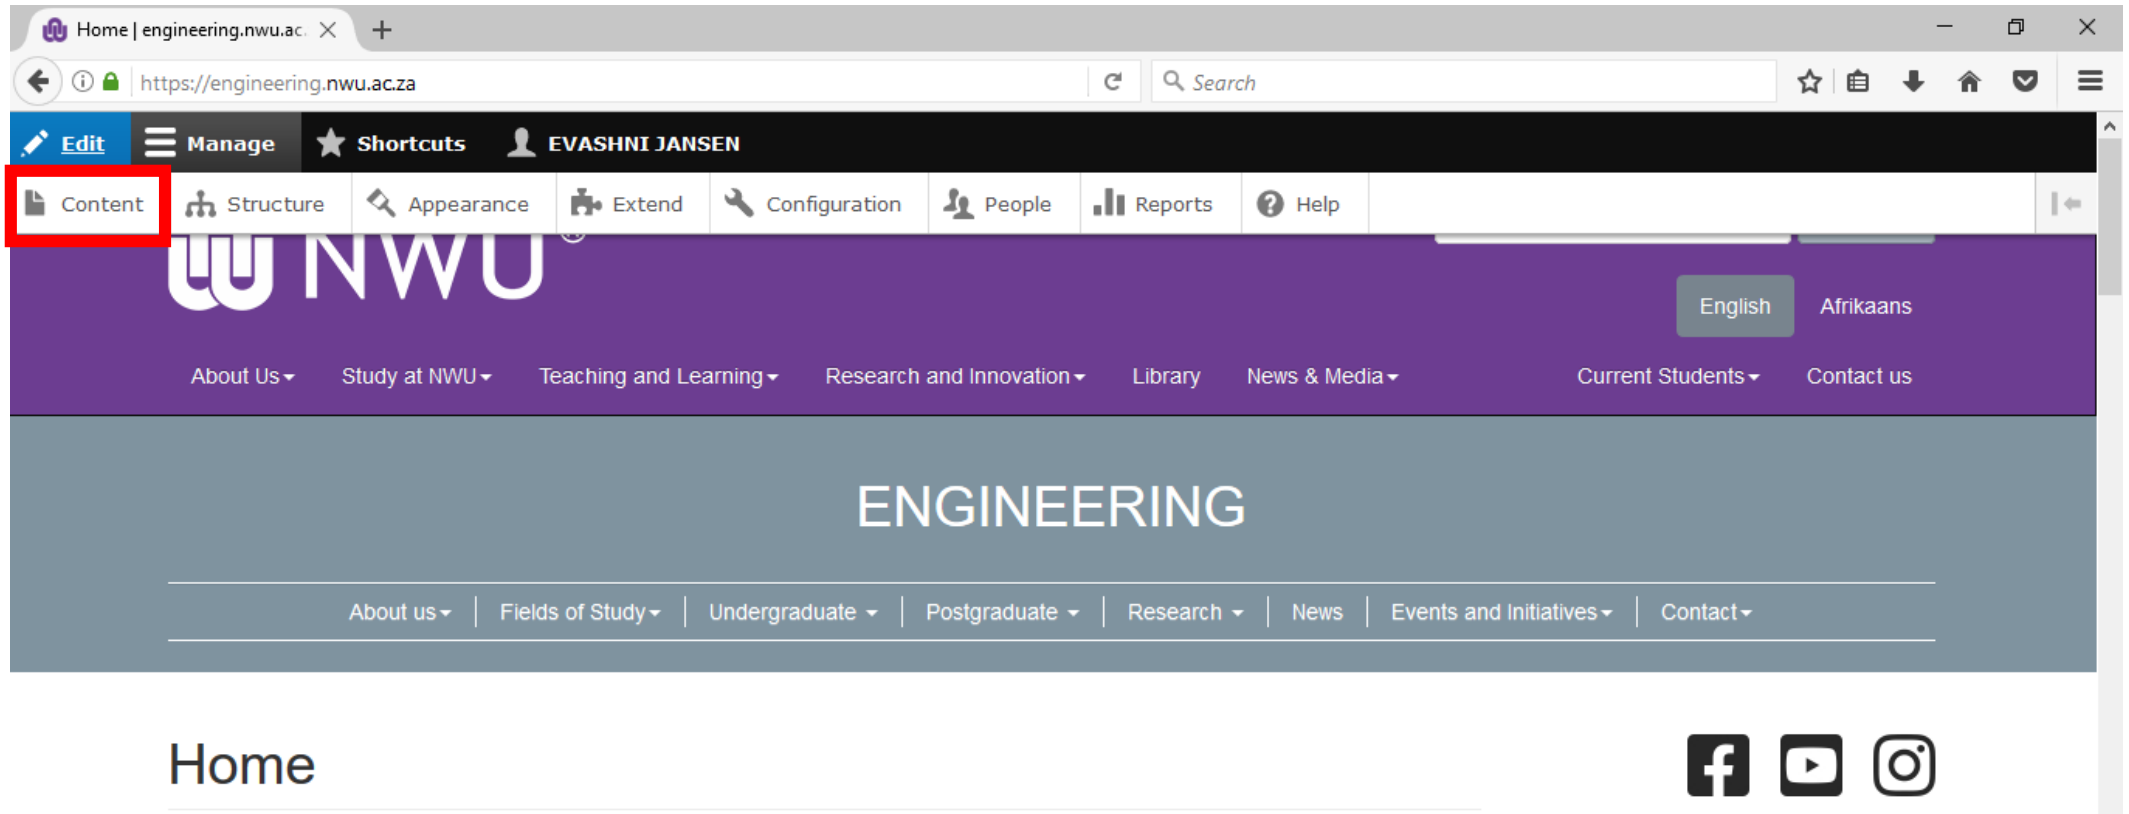 Home | engineering.nwu.ac.
https://engineering.nwu.ac.za
Search
Edit Manage Shortcuts EVASHNI JANSEN
Content Structure Appearance Extend Configuration People Reports Help
NWU®
English Afrikaans
About Us Study at NWU Teaching and Learning Research and Innovation Library News & Media Current Students Contact us
ENGINEERING
About us Fields of Study Undergraduate Postgraduate Research News Events and Initiatives Contact
Home